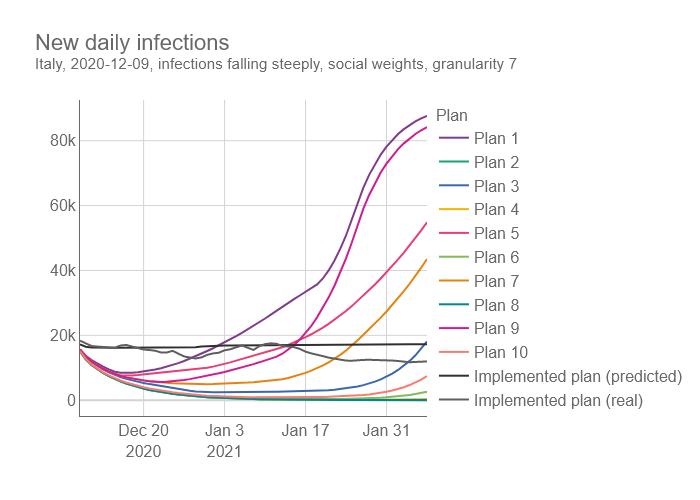 New daily infections
Italy, 2020-12-09, infections falling steeply, social weights, granularity 7
80k
60k
40k
20k
0
Dec 20
2020
Jan 3
2021
Jan 17
Jan 31
Plan
Plan 1
Plan 2
Plan 3
Plan 4
Plan 5
Plan 6
Plan 7
Plan 8
Plan 9
Plan 10
Implemented plan (predicted)
Implemented plan (real)